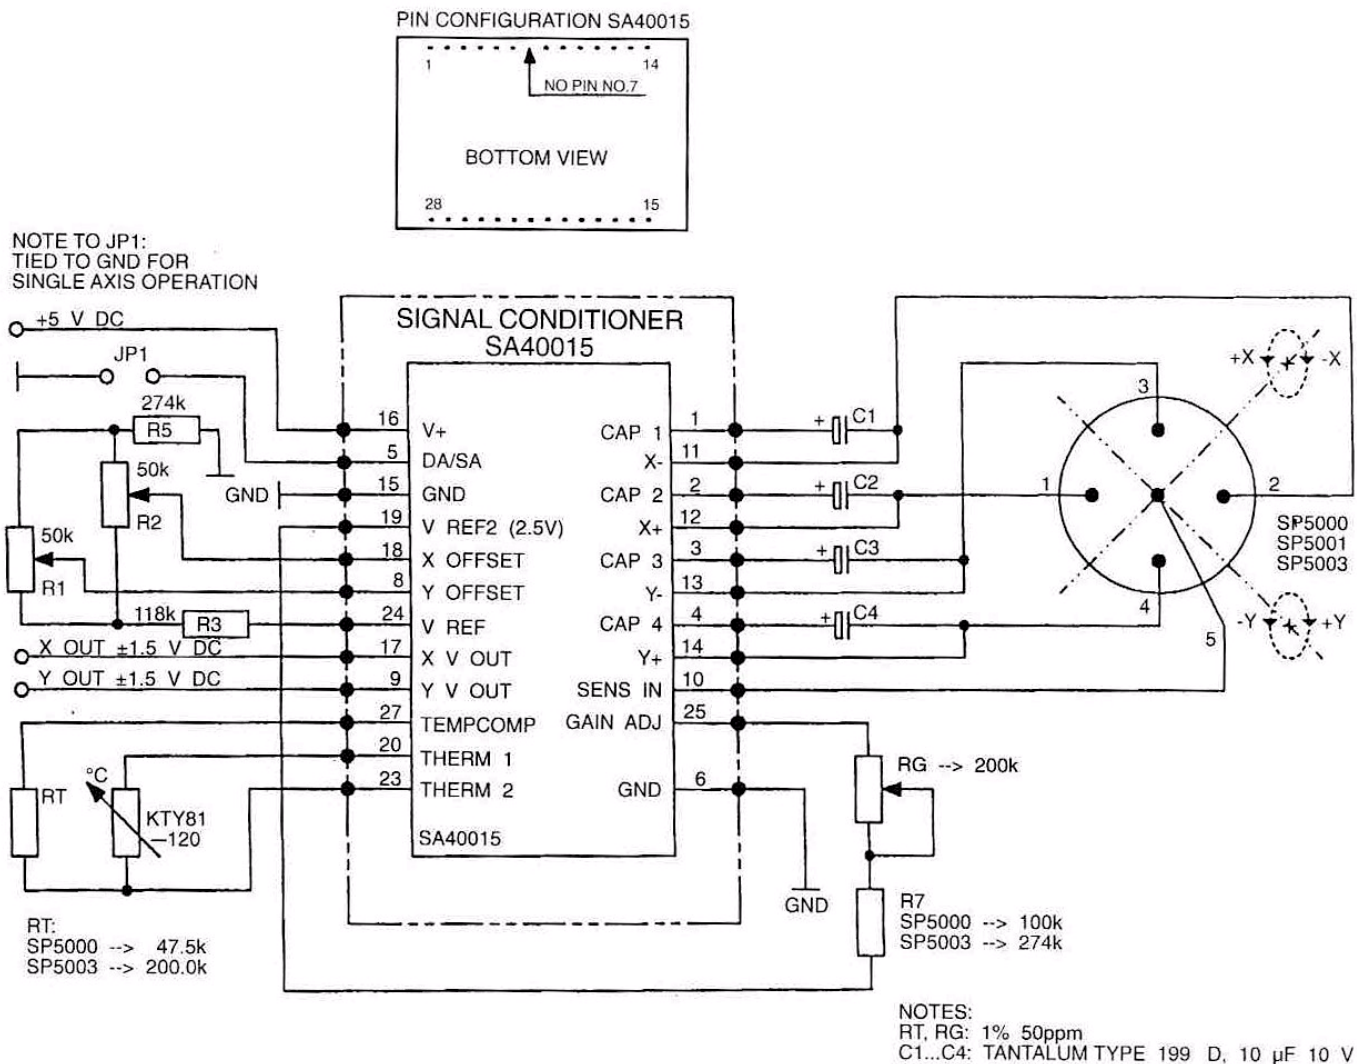 PIN CONFIGURATION SA40015
1
14
NO PIN NO.7
BOTTOM VIEW
28
15
NOTE TO JP1:
TIED TO GND FOR
SINGLE AXIS OPERATION
+5 V DC
JP1
274k
R5
50k
R2
GND
50k
R1
118k
R3
X OUT ±1.5 V DC
Y OUT ±1.5 V DC
RT
°C
KTY81
–120
RT:
SP5000 --> 47.5k
SP5003 --> 200.0k
SIGNAL CONDITIONER
SA40015
16 V+
5 DA/SA
15 GND
19 V REF2 (2.5V)
18 X OFFSET
8 Y OFFSET
24 V REF
17 X V OUT
9 Y V OUT
27 TEMPCOMP
20 THERM 1
23 THERM 2
SA40015
CAP 1 1
X- 11
CAP 2 2
X+ 12
CAP 3 3
Y- 13
CAP 4 4
Y+ 14
SENS IN 10
GAIN ADJ 25
GND 6
+ C1
+ C2
+ C3
+ C4
+X -X
3
1
2
4
5
SP5000
SP5001
SP5003
-Y +Y
RG --> 200k
GND
R7
SP5000 --> 100k
SP5003 --> 274k
NOTES:
RT, RG: 1% 50ppm
C1...C4: TANTALUM TYPE 199 D, 10 µF 10 V